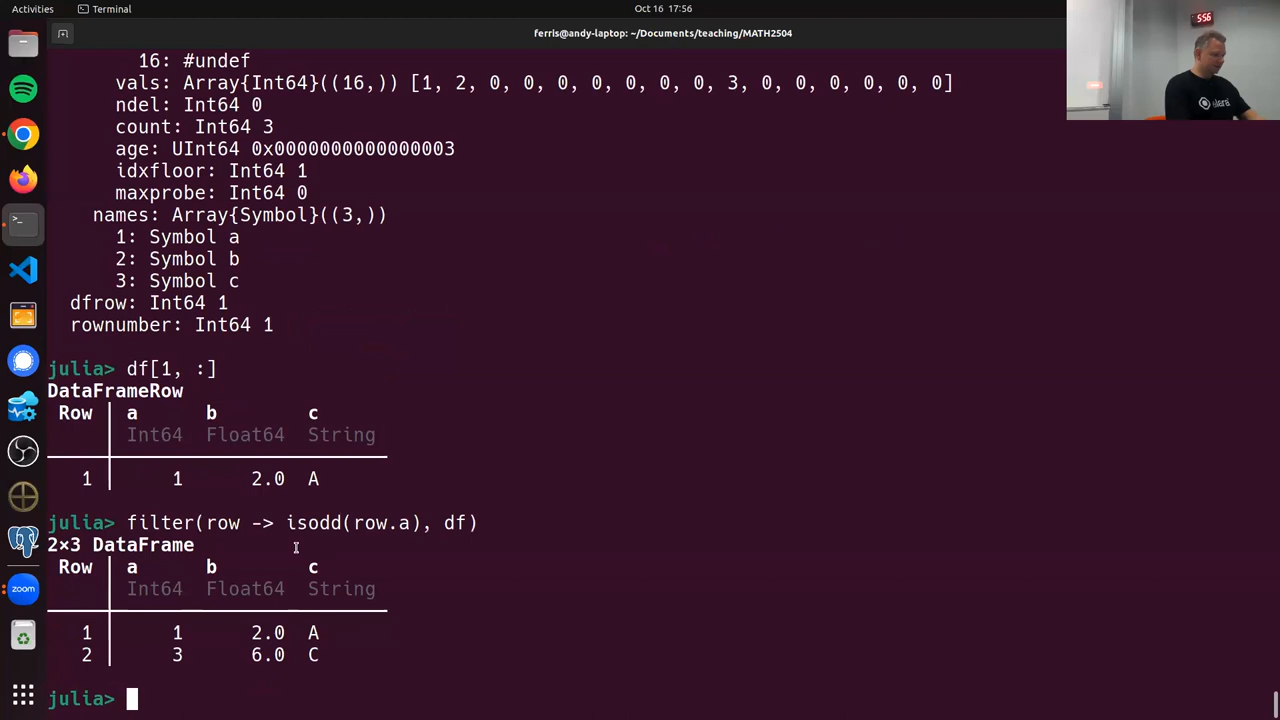 Activities
Terminal
Oct 16 17:56
ferris@andy-laptop: ~/Documents/teaching/MATH2504
5:56
16: #undef
vals: Array{Int64}((16,)) [1, 2, 0, 0, 0, 0, 0, 0, 3, 0, 0, 0, 0, 0, 0]
ndel: Int64 0
count: Int64 3
age: UInt64 0x0000000000000003
idxfloor: Int64 1
maxprobe: Int64 0
names: Array{Symbol}((3,))
1: Symbol a
2: Symbol b
3: Symbol c
dfrow: Int64 1
rownumber: Int64 1
julia> df[1, :]
DataFrameRow
Row │ a b c
│ Int64 Float64 String
1 │ 1 2.0 A
julia> filter(row -> isodd(row.a), df)
2×3 DataFrame
Row │ a b c
│ Int64 Float64 String
1 │ 1 2.0 A
2 │ 3 6.0 C
julia>
zoom